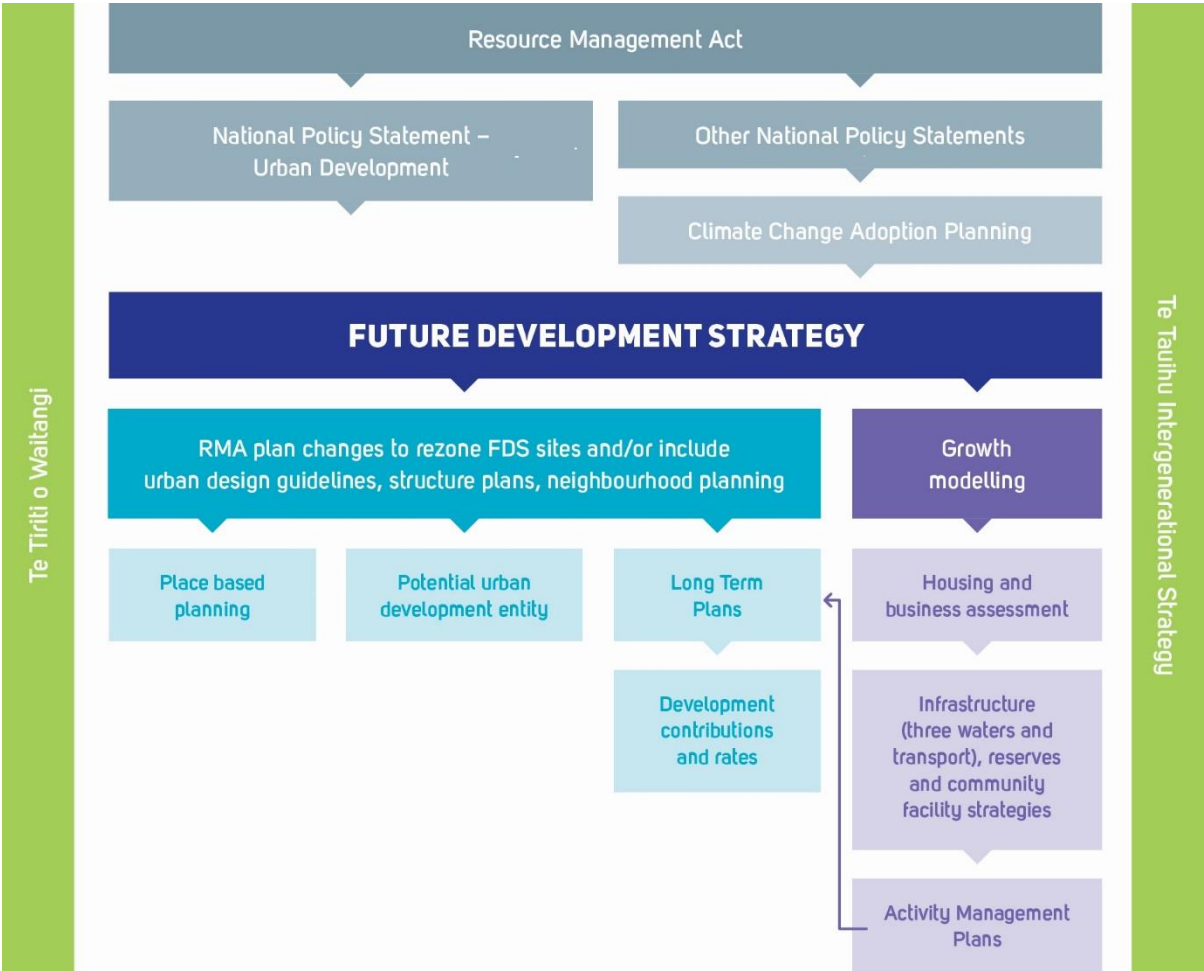 Resource Management Act
National Policy Statement –
Urban Development
Other National Policy Statements
Climate Change Adoption Planning
FUTURE DEVELOPMENT STRATEGY
RMA plan changes to rezone FDS sites and/or include
urban design guidelines, structure plans, neighbourhood planning
Growth
modelling
Place based
planning
Potential urban
development entity
Long Term
Plans
Housing and
business assessment
Development
contributions
and rates
Infrastructure
(three waters and
transport), reserves
and community
facility strategies
Activity Management
Plans
Te Tiriti o Waitangi
Te Tauihu Intergenerational Strategy